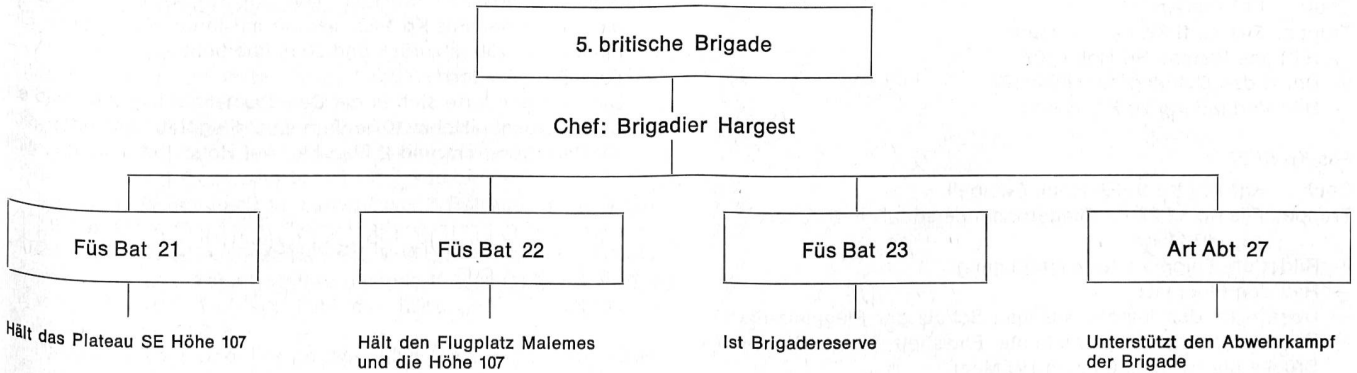 5. britische Brigade
Chef: Brigadier Hargest
Füs Bat 21
Füs Bat 22
Füs Bat 23
Art Abt 27
Hält das Plateau SE Höhe 107
Hält den Flugplatz Malemes
und die Höhe 107
Ist Brigadereserve
Unterstützt den Abwehrkampf
der Brigade